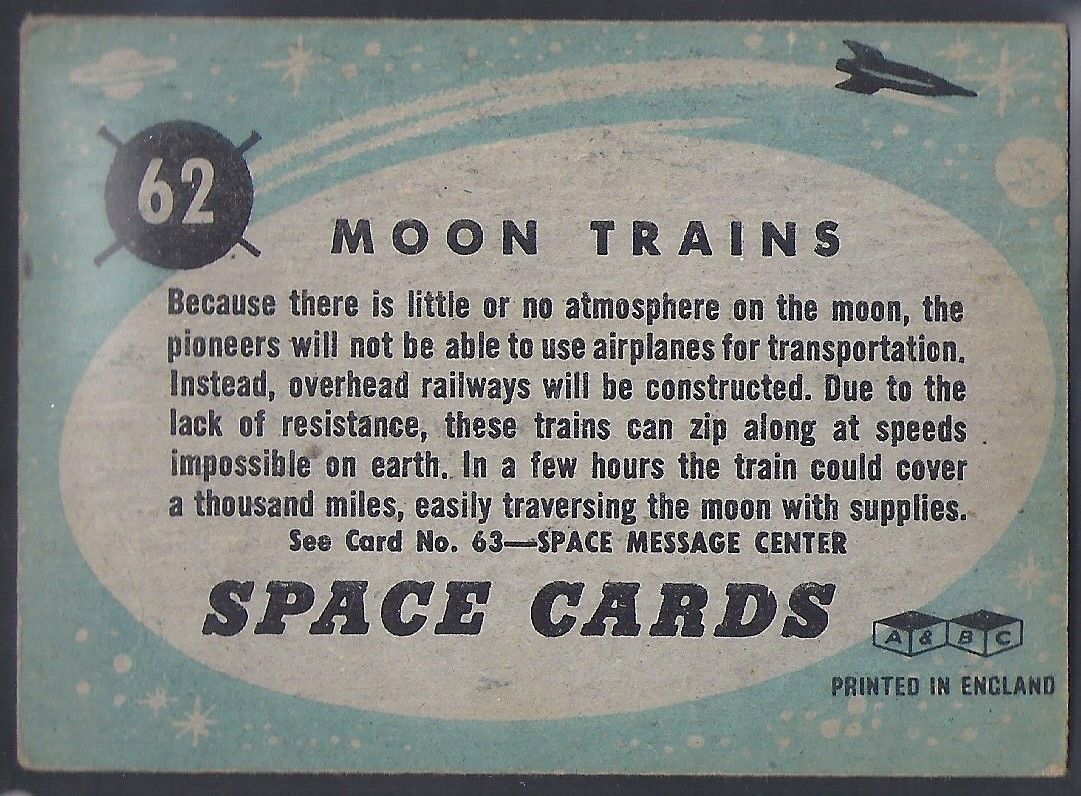 62
MOON TRAINS
Because there is little or no atmosphere on the moon, the
pioneers will not be able to use airplanes for transportation.
Instead, overhead railways will be constructed. Due to the
lack of resistance, these trains can zip along at speeds
impossible on earth. In a few hours the train could cover
a thousand miles, easily traversing the moon with supplies.
See Card No. 63—SPACE MESSAGE CENTER
SPACE CARDS
A & B C
PRINTED IN ENGLAND